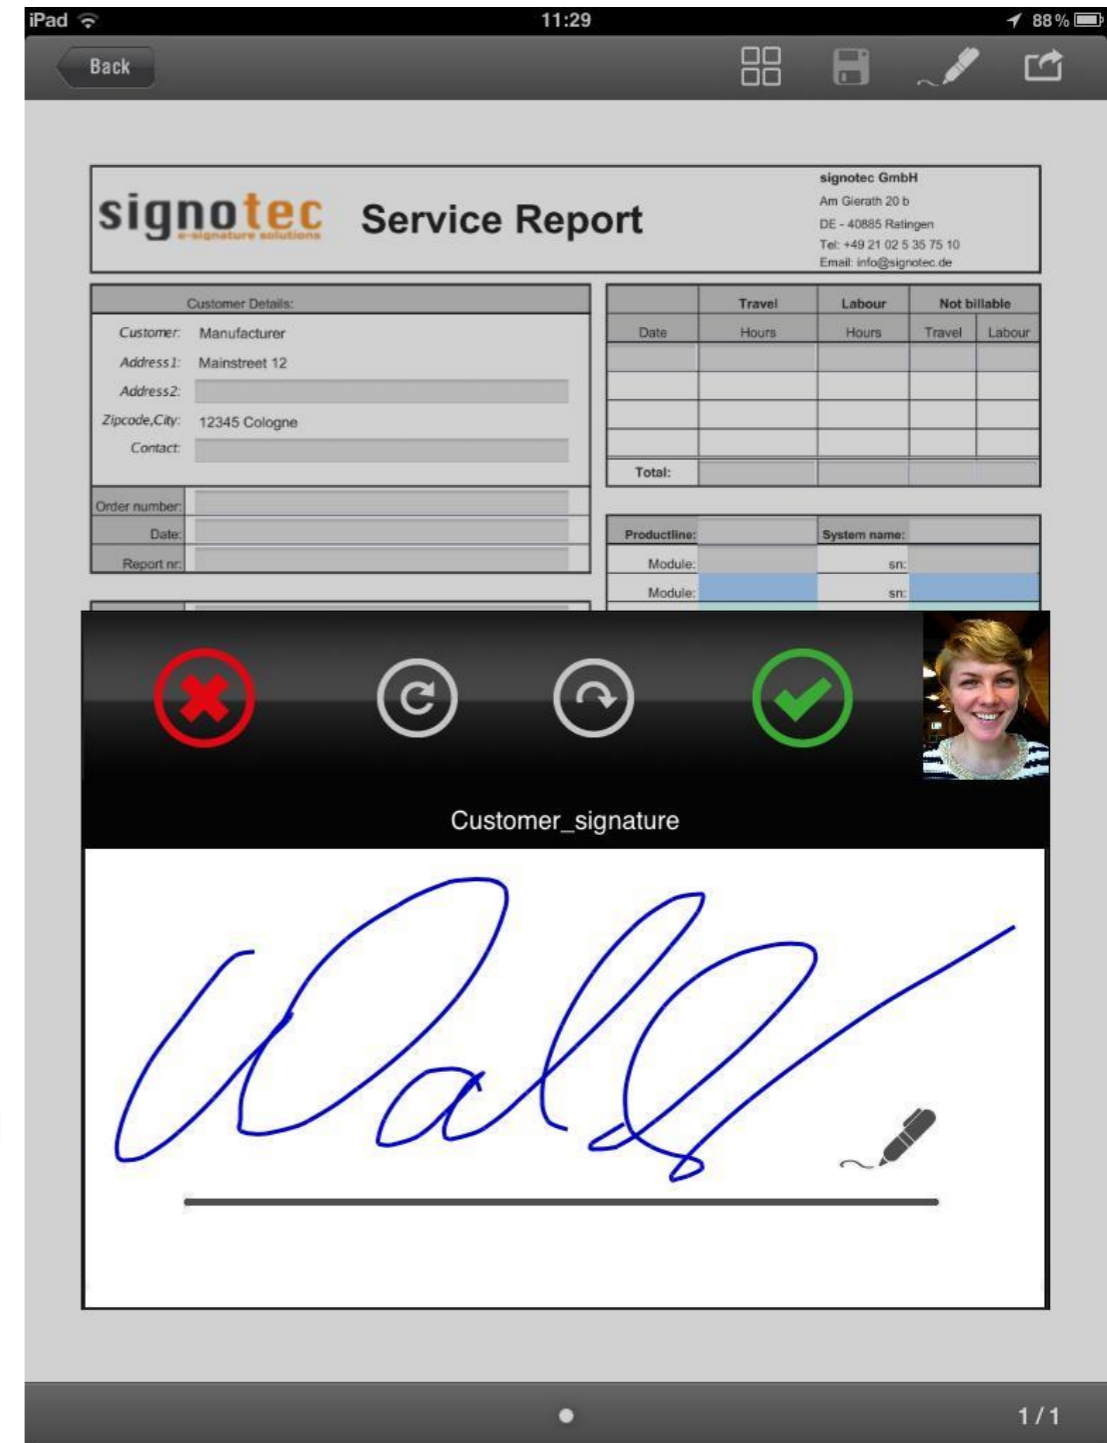 iPad 11:29 88%
Back
signotec
e-signature solutions
Service Report
signotec GmbH
Am Gierath 20 b
DE - 40885 Ratingen
Tel: +49 21 02 5 35 75 10
Email: info@signotec.de
Customer Details:
Customer: Manufacturer
Address1: Mainstreet 12
Address2:
Zipcode,City: 12345 Cologne
Contact:
Order number:
Date:
Report nr:
Travel Labour Not billable
Date Hours Hours Travel Labour
Total:
Productline: System name:
Module: sn:
Module: sn:
Customer_signature
1/1